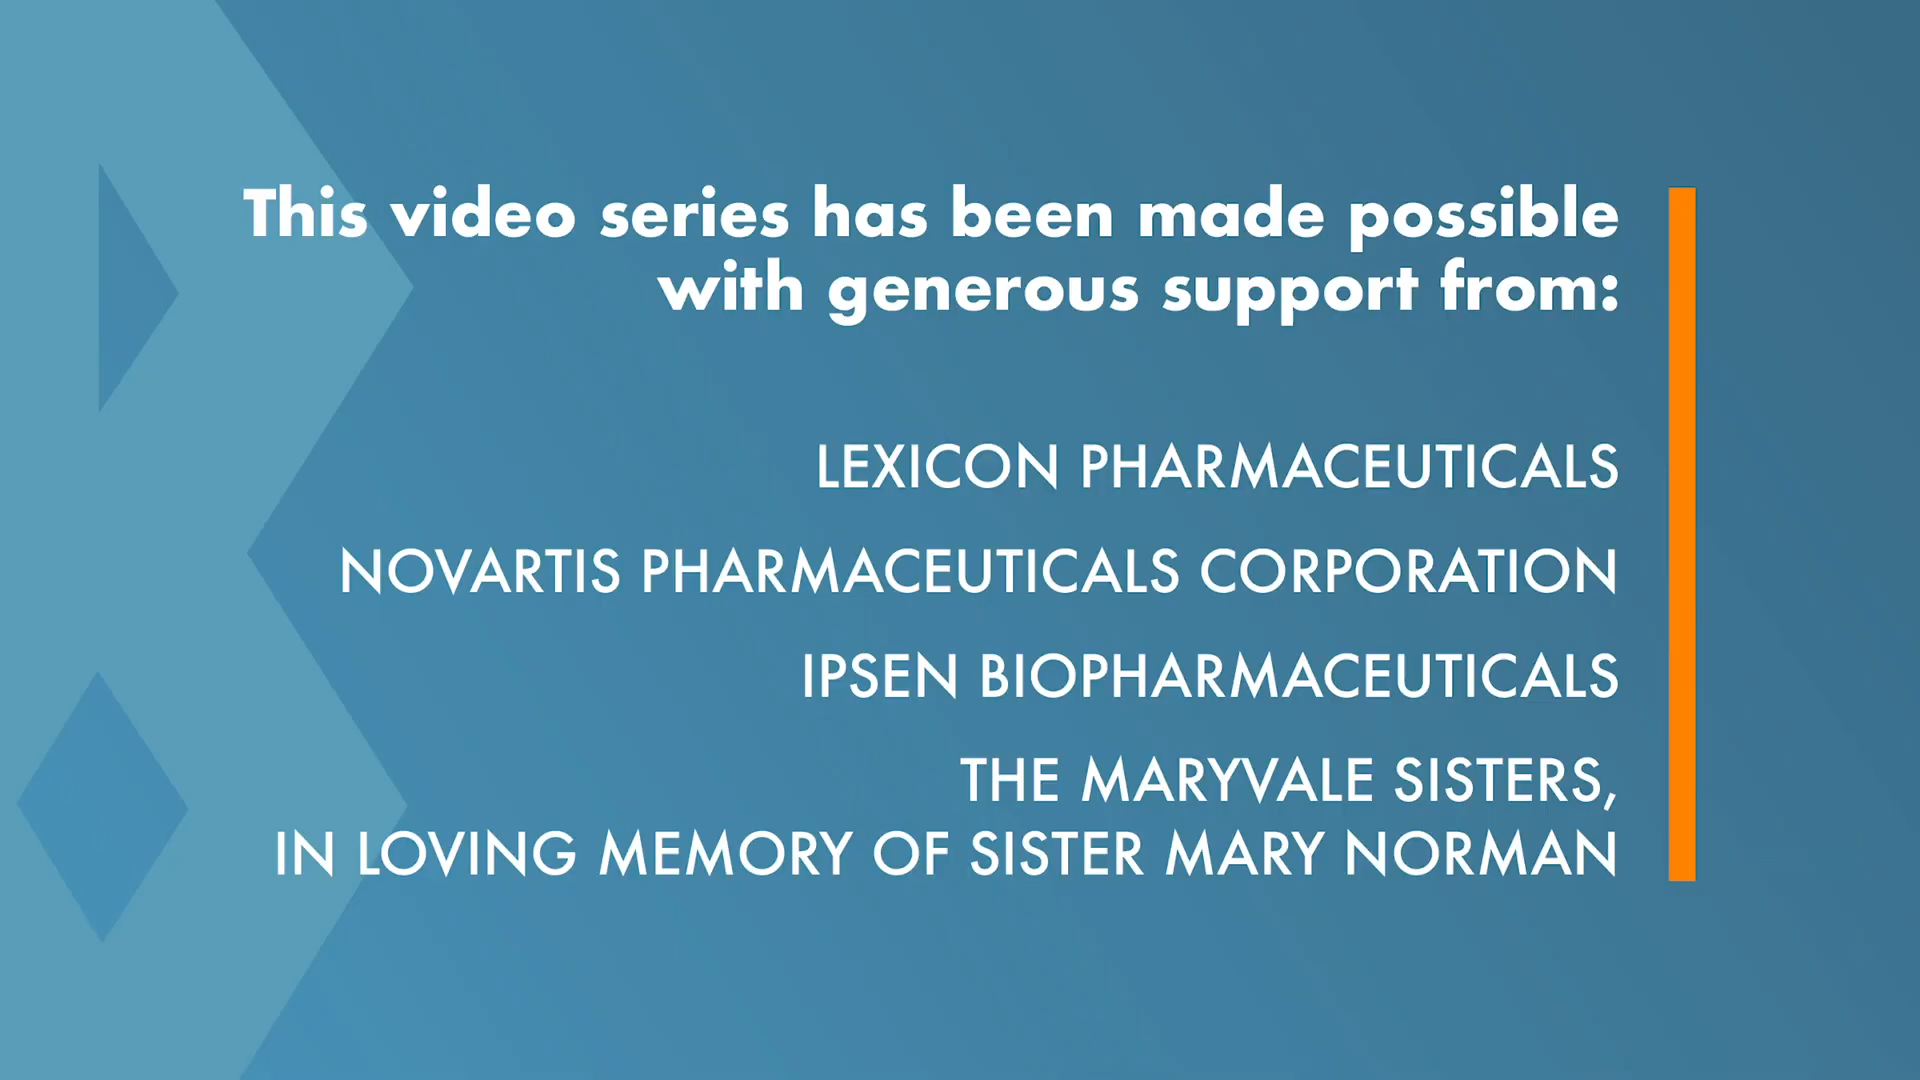 This video series has been made possible
with generous support from:
LEXICON PHARMACEUTICALS
NOVARTIS PHARMACEUTICALS CORPORATION
IPSEN BIOPHARMACEUTICALS
THE MARYVALE SISTERS,
IN LOVING MEMORY OF SISTER MARY NORMAN